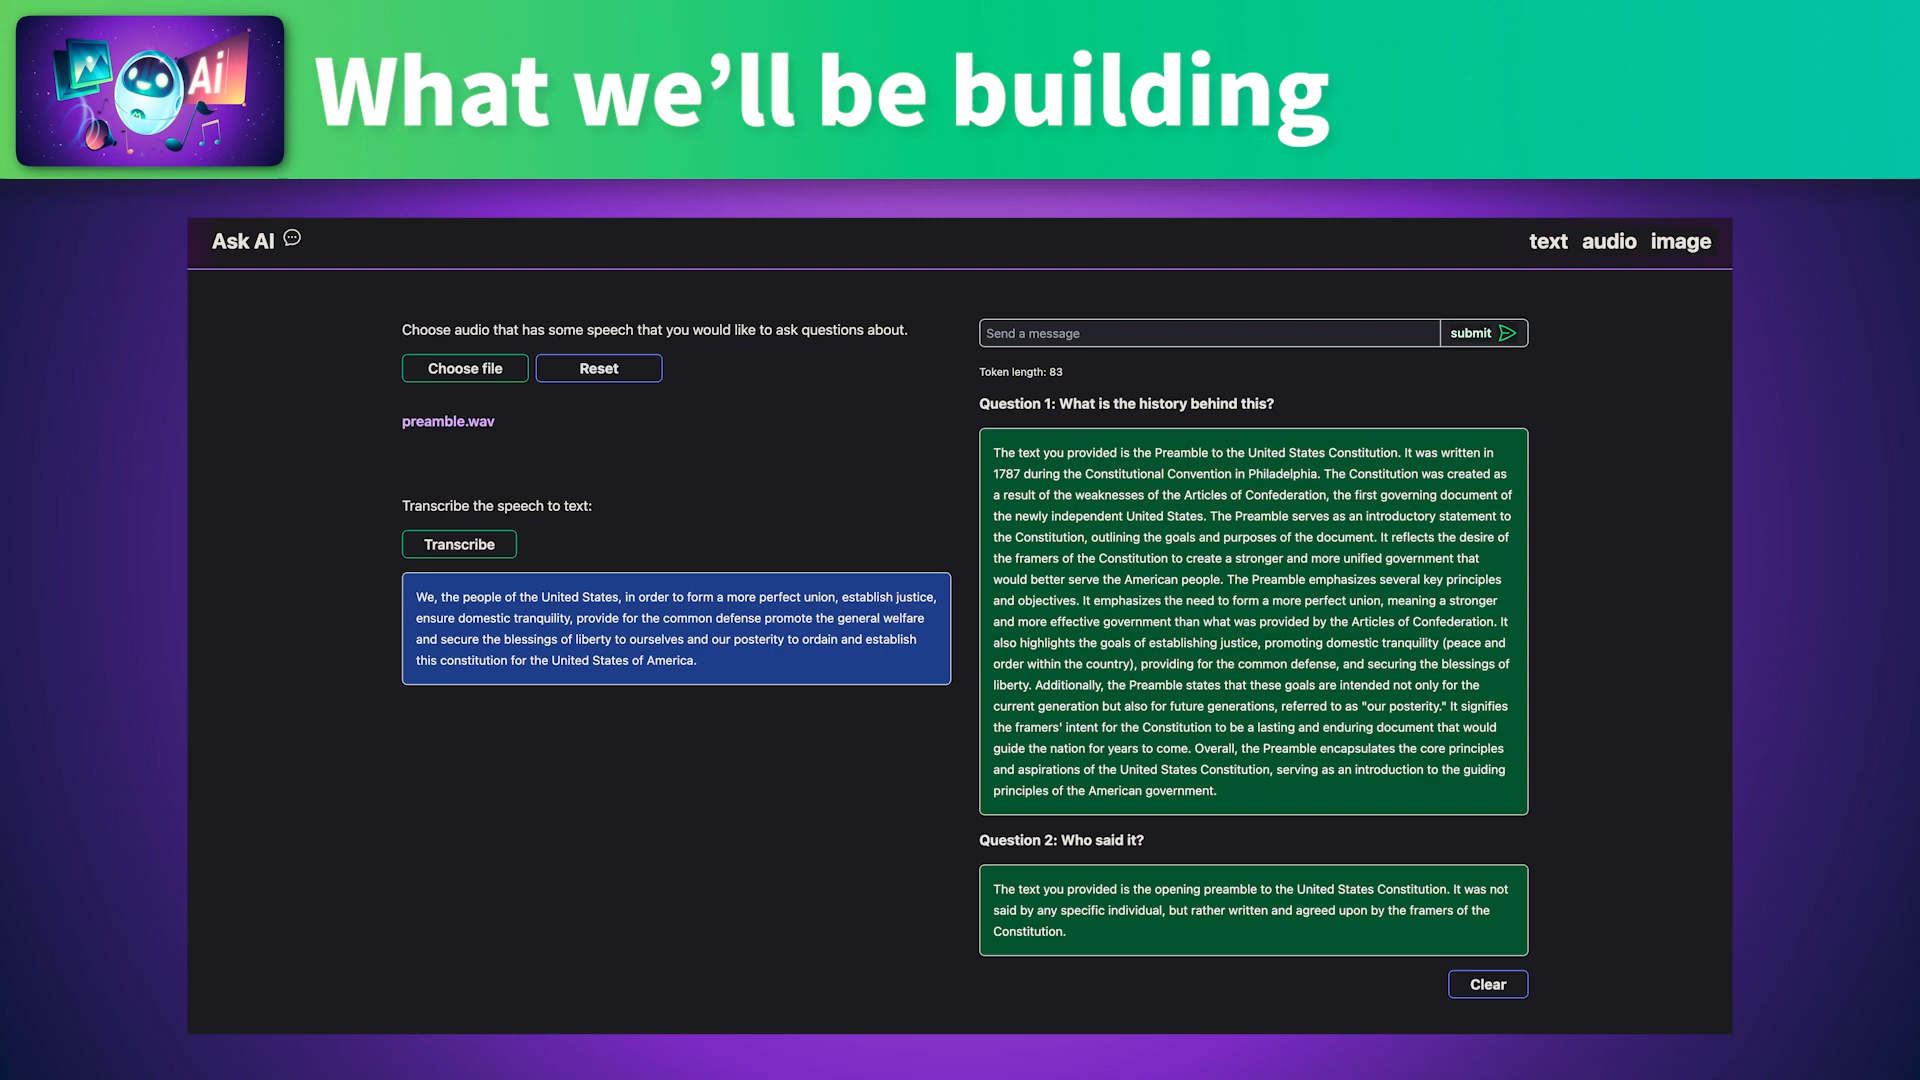 Ai
What we’ll be building
Ask AI
text audio image
Choose audio that has some speech that you would like to ask questions about.
Choose file
Reset
preamble.wav
Transcribe the speech to text:
Transcribe
We, the people of the United States, in order to form a more perfect union, establish justice,
ensure domestic tranquility, provide for the common defense promote the general welfare
and secure the blessings of liberty to ourselves and our posterity to ordain and establish
this constitution for the United States of America.
Send a message
submit
Token length: 83
Question 1: What is the history behind this?
The text you provided is the Preamble to the United States Constitution. It was written in
1787 during the Constitutional Convention in Philadelphia. The Constitution was created as
a result of the weaknesses of the Articles of Confederation, the first governing document of
the newly independent United States. The Preamble serves as an introductory statement to
the Constitution, outlining the goals and purposes of the document. It reflects the desire of
the framers of the Constitution to create a stronger and more unified government that
would better serve the American people. The Preamble emphasizes several key principles
and objectives. It emphasizes the need to form a more perfect union, meaning a stronger
and more effective government than what was provided by the Articles of Confederation. It
also highlights the goals of establishing justice, promoting domestic tranquility (peace and
order within the country), providing for the common defense, and securing the blessings of
liberty. Additionally, the Preamble states that these goals are intended not only for the
current generation but also for future generations, referred to as "our posterity." It signifies
the framers' intent for the Constitution to be a lasting and enduring document that would
guide the nation for years to come. Overall, the Preamble encapsulates the core principles
and aspirations of the United States Constitution, serving as an introduction to the guiding
principles of the American government.
Question 2: Who said it?
The text you provided is the opening preamble to the United States Constitution. It was not
said by any specific individual, but rather written and agreed upon by the framers of the
Constitution.
Clear